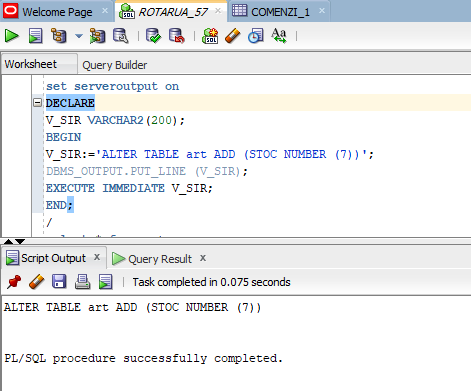 Welcome Page ROTARUA_57 COMENZI_1
SQL Aa
Worksheet Query Builder
set serveroutput on
DECLARE
V_SIR VARCHAR2(200);
BEGIN
V_SIR:='ALTER TABLE art ADD (STOC NUMBER (7))';
DBMS_OUTPUT.PUT_LINE (V_SIR);
EXECUTE IMMEDIATE V_SIR;
END;
/
Script Output x Query Result x
Task completed in 0.075 seconds
ALTER TABLE art ADD (STOC NUMBER (7))
PL/SQL procedure successfully completed.